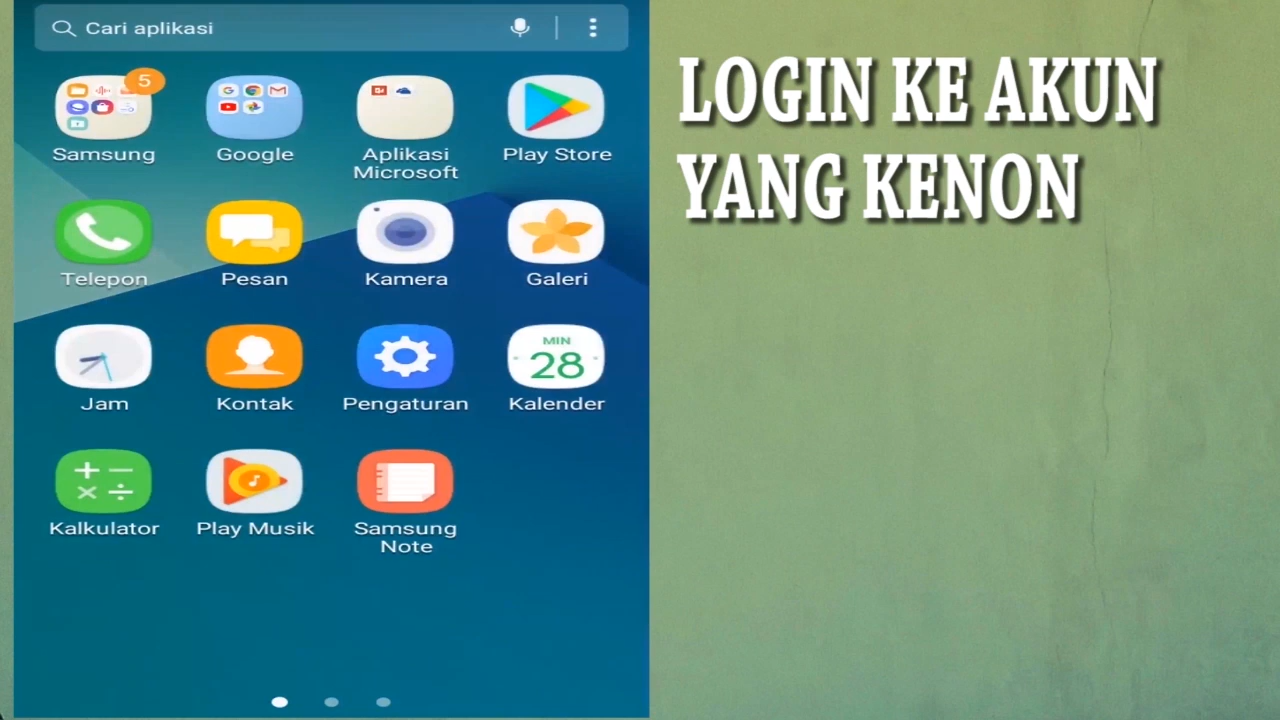 Cari aplikasi
LOGIN KE AKUN
YANG KENON
5
Samsung
Google
Aplikasi
Microsoft
Play Store
Telepon
Pesan
Kamera
Galeri
MIN
28
Jam
Kontak
Pengaturan
Kalender
Kalkulator
Play Musik
Samsung
Note